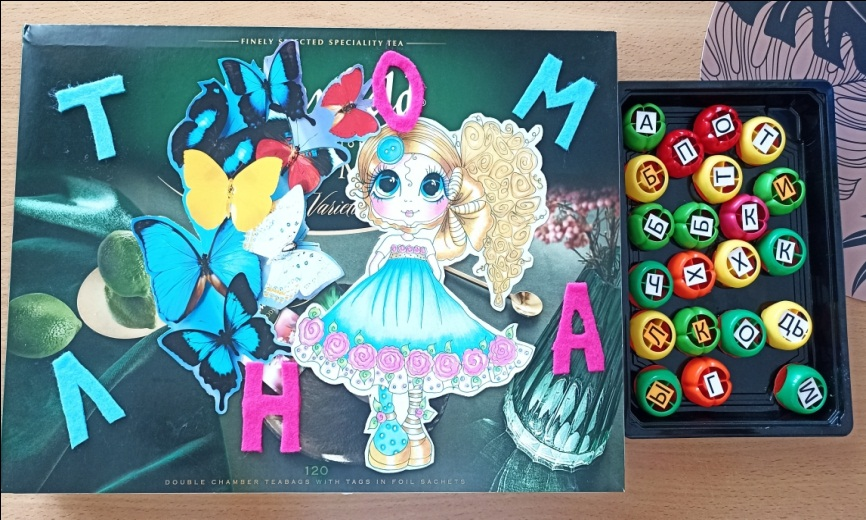 FINELY SELECTED SPECIALITY TEA
Т О М
Л Н А
120
DOUBLE CHAMBER TEABAGS WITH TAGS IN FOIL SACHETS
А П О Т
Б Т И
Б Б К
Ч Х Х К
Л К О ДЬ
Ы Г М